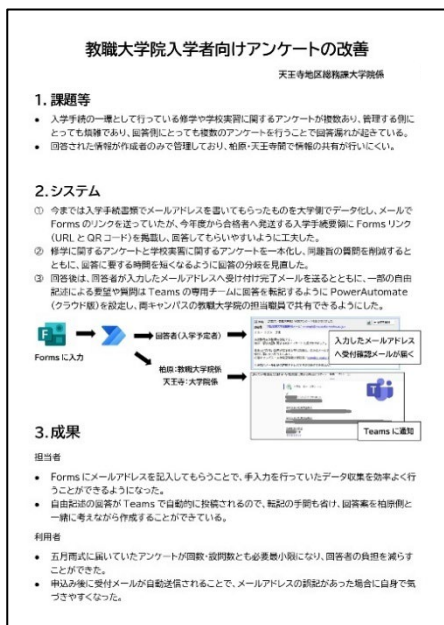 教職大学院入学者向けアンケートの改善
天王寺地区総務課大学院係
1. 課題等
● 入学手続の一環として行っている修学や学校実習に関するアンケートが複数あり、管理する側に
とっても煩雑であり、回答側にとっても複数のアンケートを行うことで回答漏れが起きている。
● 回答された情報が作成者のみで管理しており、柏原・天王寺間で情報の共有が行いにくい。
2. システム
① 今までは入学手続書類でメールアドレスを書いてもらったものを大学側でデータ化し、メールで
Forms のリンクを送っていたが、今年度から合格者へ発送する入学手続要領に Forms リンク
(URL と QR コード)を掲載し、回答してもらいやすいように工夫した。
② 修学に関するアンケートと学校実習に関するアンケートを一本化し、同趣旨の質問を削減すると
ともに、回答に要する時間を短くなるように回答の分岐を見直した。
③ 回答後は、回答者が入力したメールアドレスへ受け付け完了メールを送るとともに、一部の自由
記述による要望や質問は Teams の専用チームに回答を転記するように PowerAutomate
(クラウド版)を設定し、両キャンパスの教職大学院の担当職員で共有できるようにした。
Forms に入力
回答者(入学予定者)
柏原:教職大学院係
天王寺:大学院係
入力したメールアドレス
へ受付確認メールが届く
Teams に通知
3. 成果
担当者
● Forms にメールアドレスを記入してもらうことで、手入力を行っていたデータ収集を効率よく行
うことができるようになった。
● 自由記述の回答が Teams で自動的に投稿されるので、転記の手間も省け、回答案を柏原側と
一緒に考えながら作成することができている。
利用者
● 五月雨式に届いていたアンケートが回数・設問数とも必要最小限になり、回答者の負担を減らす
ことができた。
● 申込み後に受付メールが自動送信されることで、メールアドレスの誤記があった場合に自身で気
づきやすくなった。